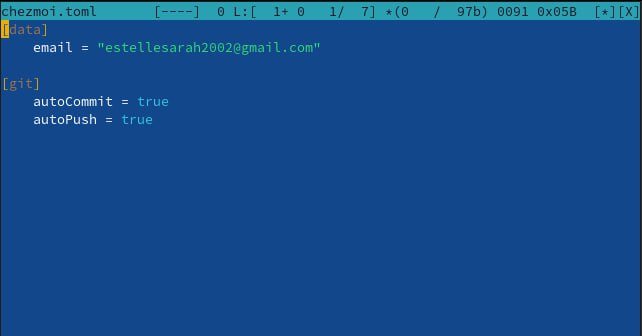 chezmoi.toml [----] 0 L:[ 1+ 0 1/ 7] *(0 / 97b) 0091 0x05B [*][X]
[data]
email = "estellesarah2002@gmail.com"
[git]
autoCommit = true
autoPush = true